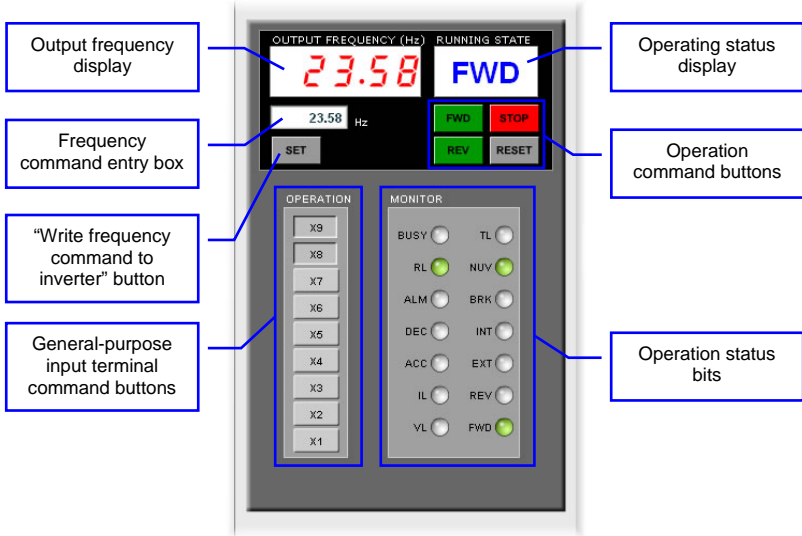 Output frequency
display
Frequency
command entry box
“Write frequency
command to
inverter” button
General-purpose
input terminal
command buttons
OUTPUT FREQUENCY (Hz)
23.58
RUNNING STATE
FWD
23.58 Hz
SET
FWD STOP
REV RESET
OPERATION
X9
X8
X7
X6
X5
X4
X3
X2
X1
MONITOR
BUSY TL
RL NUV
ALM BRK
DEC INT
ACC EXT
IL REV
VL FWD
Operating status
display
Operation
command buttons
Operation status
bits